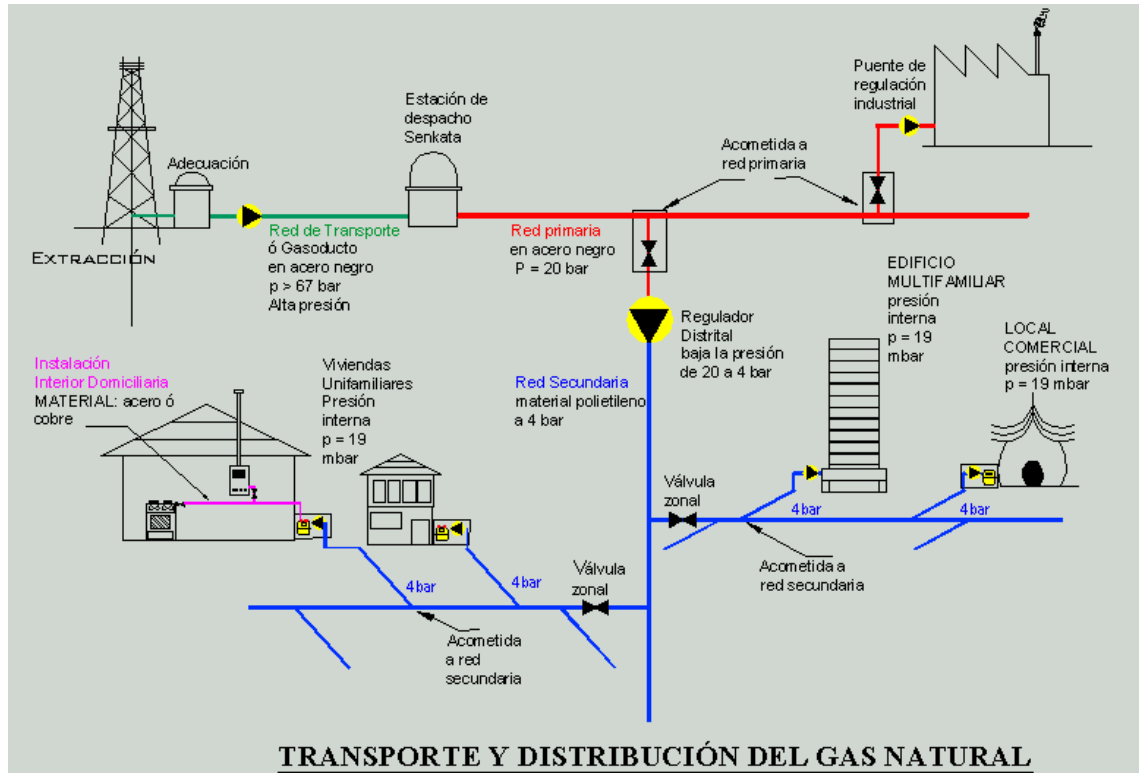 Puente de
regulación
industrial
Estación de
despacho
Senkata
Acometida a
red primaria
Adecuación
EXTRACCIÓN
Red de Transporte
ó Gasoducto
en acero negro
p > 67 bar
Alta presión
Red primaria
en acero negro
P = 20 bar
EDIFICIO
MULTIFAMILIAR
presión
interna
p = 19
mbar
LOCAL
COMERCIAL
presión interna
p = 19 mbar
Regulador
Distrital
baja la presión
de 20 a 4 bar
Instalación
Interior Domiciliaria
MATERIAL: acero ó
cobre
Viviendas
Unifamiliares
Presión
interna
p = 19
mbar
Red Secundaria
material polietileno
a 4 bar
Válvula
zonal
4 bar
4 bar
Acometida a
red secundaria
4 bar
4 bar
Válvula
zonal
Acometida
a red
secundaria
TRANSPORTE Y DISTRIBUCIÓN DEL GAS NATURAL